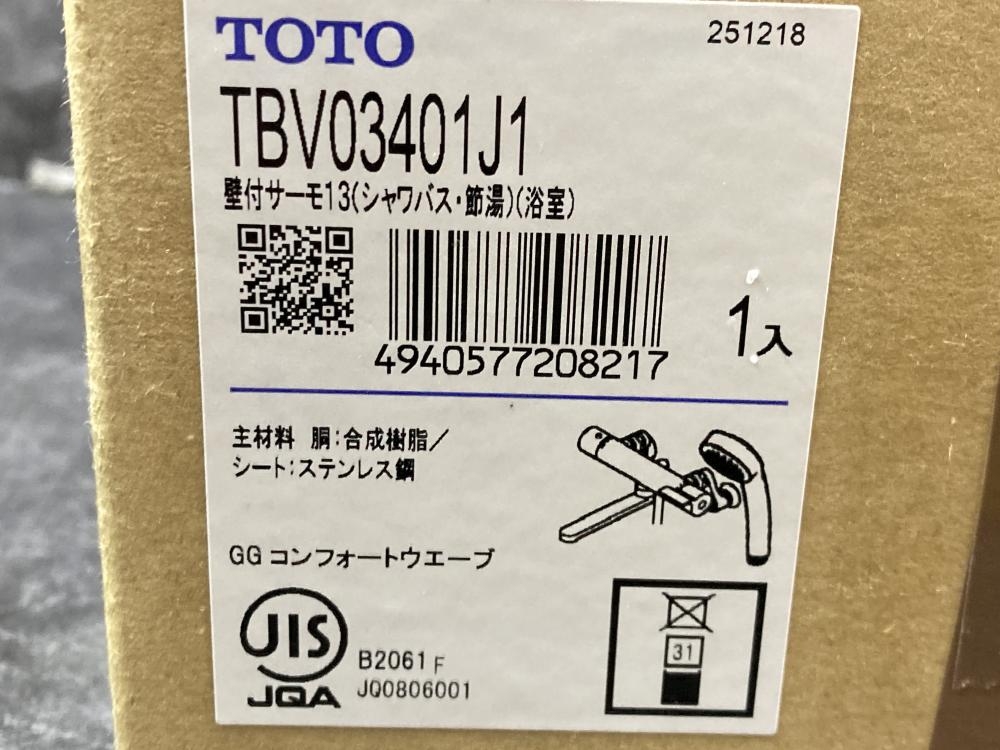 TOTO
251218
TBV03401J1
壁付サーモ13(シャワバス・節湯)(浴室)
4940577208217
1入
主材料 胴:合成樹脂/
シート:ステンレス鋼
GG コンフォートウエーブ
JIS
JQA
B2061 F
JQ0806001
31